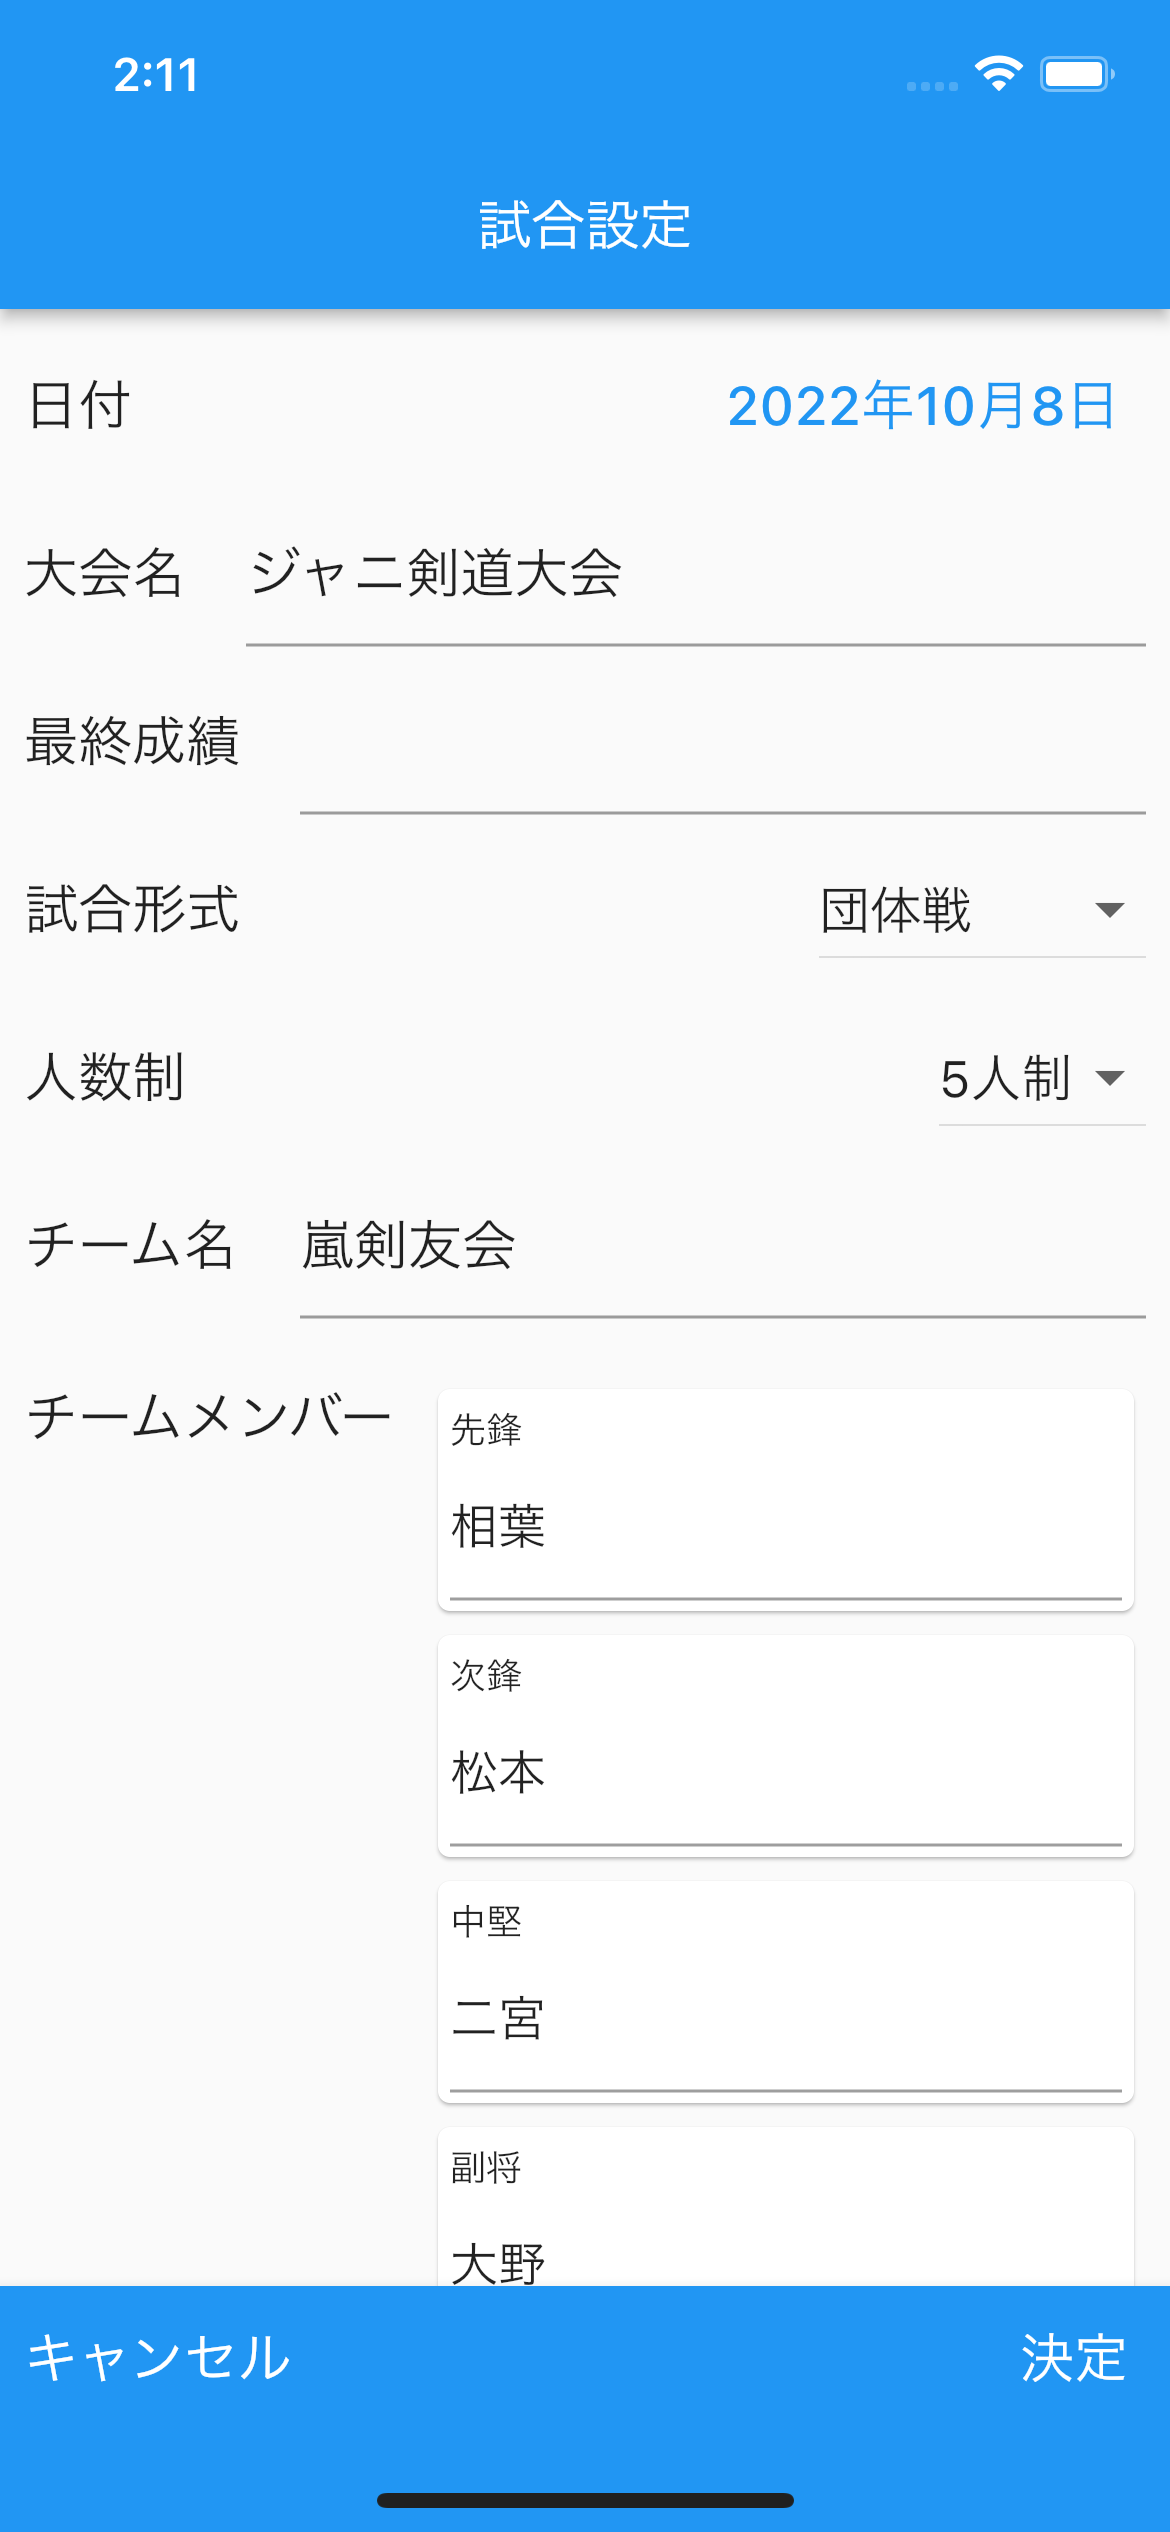 2:11
試合設定
日付 2022年10月8日
大会名 ジャニ剣道大会
最終成績
試合形式 団体戦
人数制 5人制
チーム名 嵐剣友会
チームメンバー
先鋒
相葉
次鋒
松本
中堅
二宮
副将
大野
キャンセル 決定